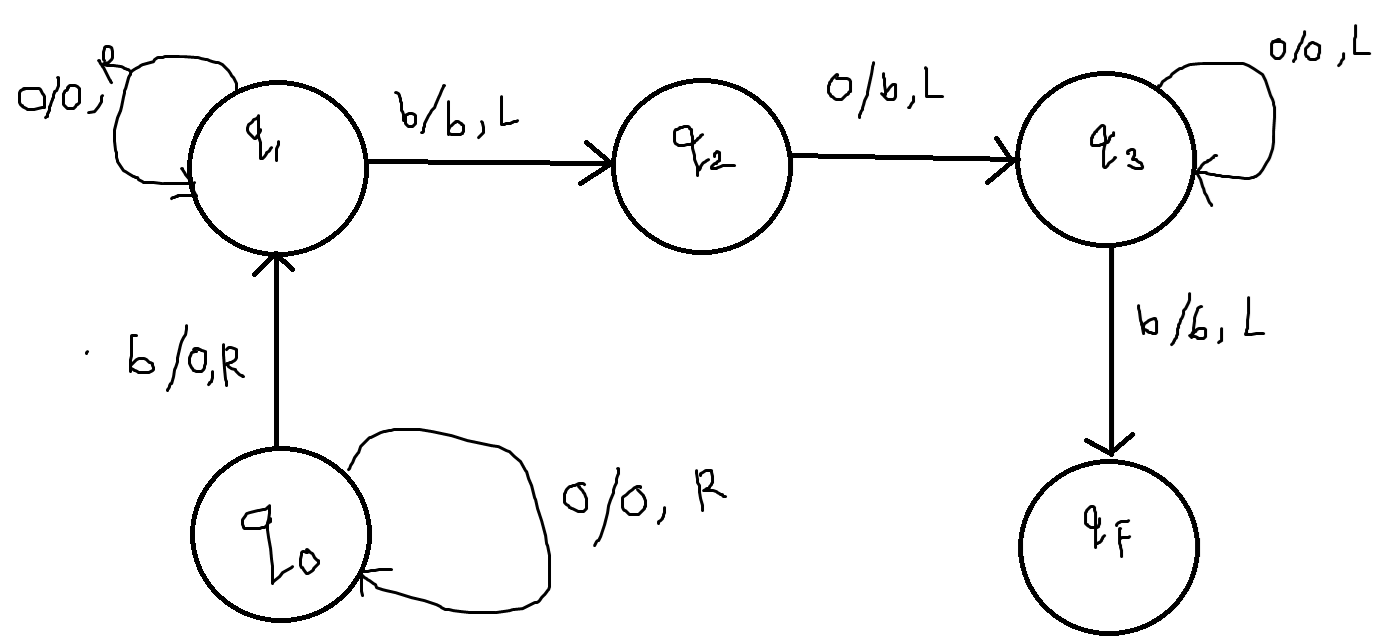 0/0, R
q1
b/b, L
q2
0/b, L
q3
0/0, L
b/0, R
b/b, L
q0
0/0, R
qF